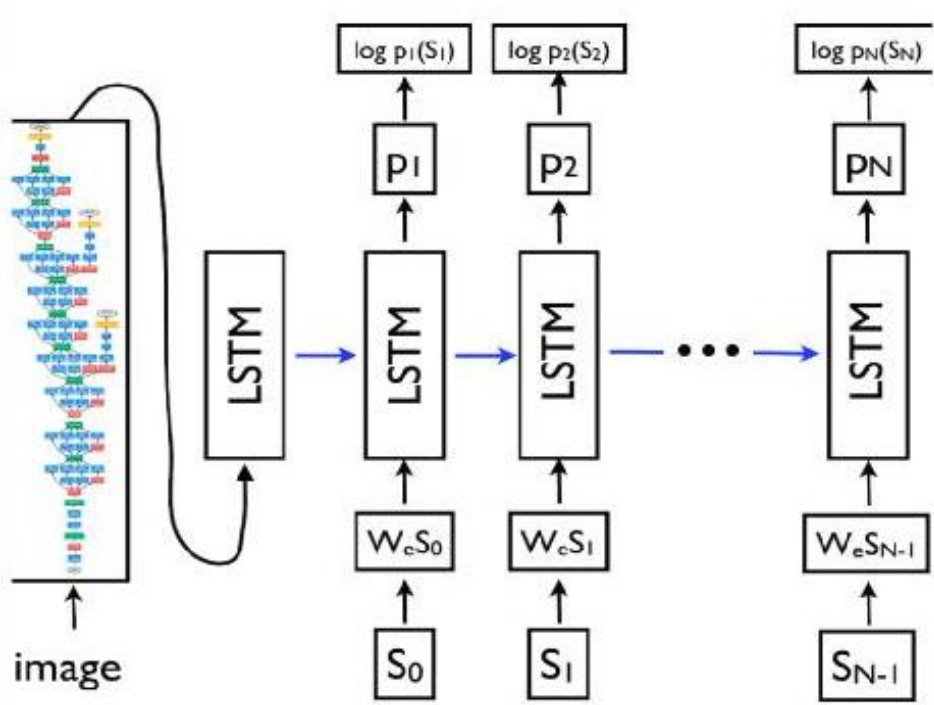 log p1(S1) log p2(S2) log pN(SN)
p1 p2 pN
LSTM LSTM LSTM • • • LSTM
WeS0 WeS1 WeSN-1
S0 S1 SN-1
image